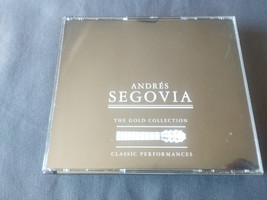 ANDRÉS
SEGOVIA
THE GOLD COLLECTION
CLASSIC PERFORMANCES